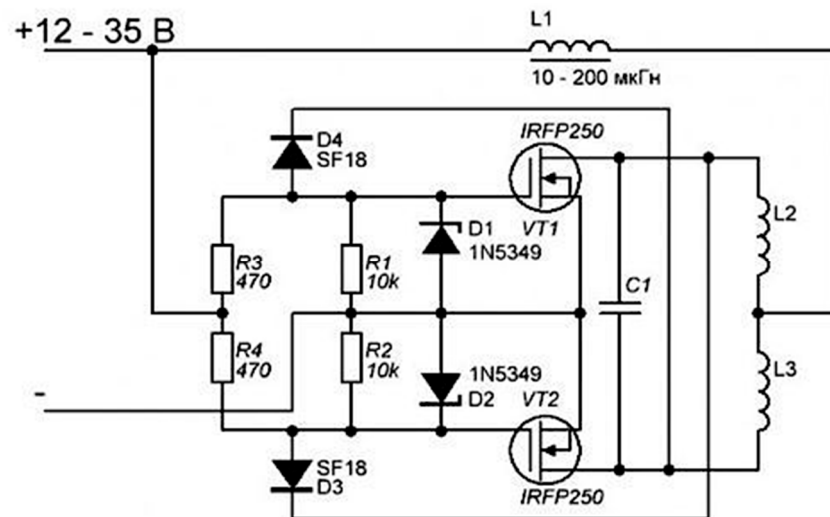 +12 - 35 В
L1
10 - 200 мкГн
IRFP250
D4
SF18
VT1
D1
1N5349
L2
R3
470
R1
10k
C1
R4
470
R2
10k
1N5349
D2
VT2
L3
-
SF18
D3
IRFP250